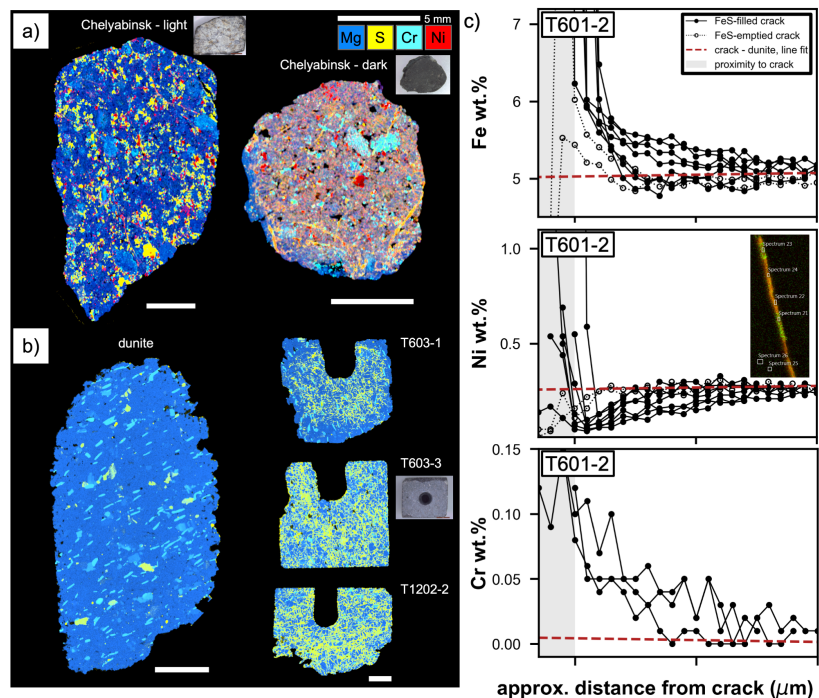 a)
Chelyabinsk - light
5 mm
Mg
S
Cr
Ni
Chelyabinsk - dark
b)
dunite
T603-1
T603-3
T1202-2
c)
T601-2
FeS-filled crack
FeS-emptied crack
crack - dunite, line fit
proximity to crack
7
6
5
Fe wt.%
T601-2
Spectrum 23
Spectrum 24
Spectrum 22
Spectrum 21
Spectrum 26
Spectrum 25
1.0
0.5
Ni wt.%
T601-2
0.15
0.10
0.05
0.00
Cr wt.%
approx. distance from crack (μm)